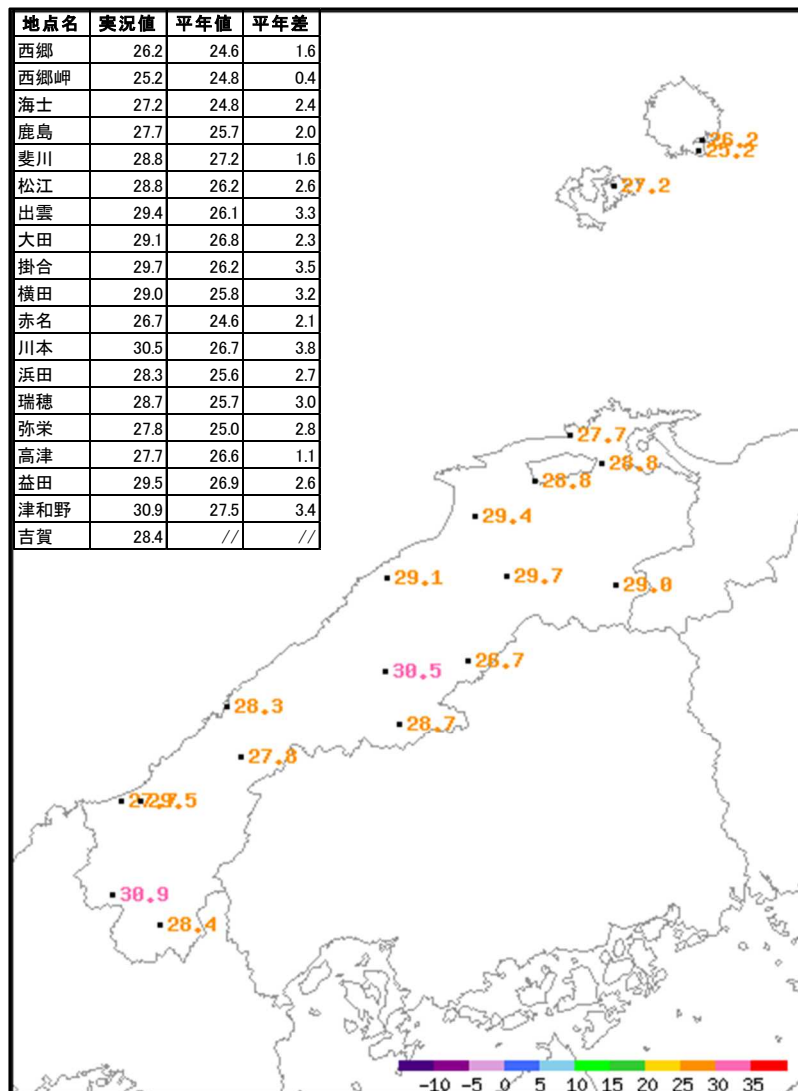 地点名 実況値 平年値 平年差
西郷 26.2 24.6 1.6
西郷岬 25.2 24.8 0.4
海士 27.2 24.8 2.4
鹿島 27.7 25.7 2.0
斐川 28.8 27.2 1.6
松江 28.8 26.2 2.6
出雲 29.4 26.1 3.3
大田 29.1 26.8 2.3
掛合 29.7 26.2 3.5
横田 29.0 25.8 3.2
赤名 26.7 24.6 2.1
川本 30.5 26.7 3.8
浜田 28.3 25.6 2.7
瑞穂 28.7 25.7 3.0
弥栄 27.8 25.0 2.8
高津 27.7 26.6 1.1
益田 29.5 26.9 2.6
津和野 30.9 27.5 3.4
吉賀 28.4 // //
26.2
25.2
27.2
27.7
28.8
28.8
29.4
29.1
29.7
29.0
26.7
30.5
28.3
28.7
27.8
27.7
29.5
30.9
28.4
-10 -5 0 5 10 15 20 25 30 35